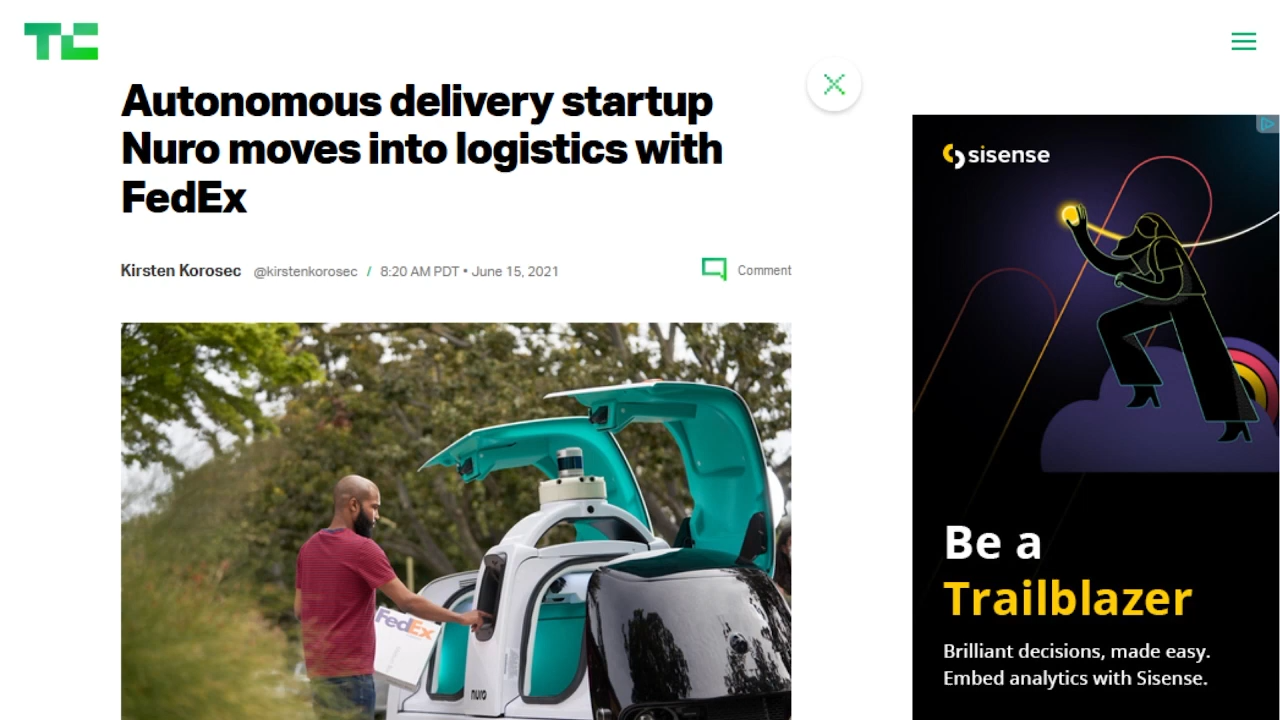 TC
Autonomous delivery startup
Nuro moves into logistics with
FedEx
Kirsten Korosec @kirstenkorosec / 8:20 AM PDT • June 15, 2021
Comment
FedEx
nuro
sisense
Be a
Trailblazer
Brilliant decisions, made easy.
Embed analytics with Sisense.